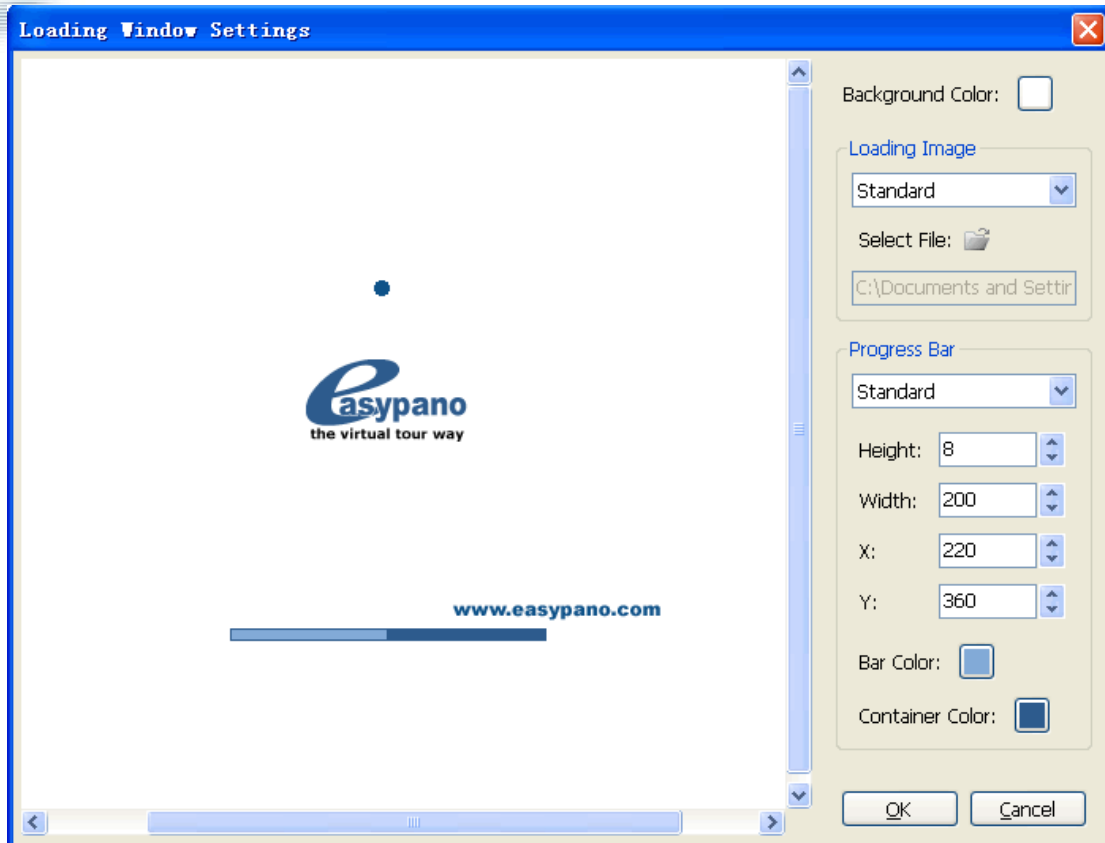 Loading Window Settings
Background Color:
Loading Image
Standard
Select File:
C:\Documents and Settir
Progress Bar
Standard
Height: 8
Width: 200
X: 220
Y: 360
Bar Color:
Container Color:
easypano
the virtual tour way
www.easypano.com
OK Cancel